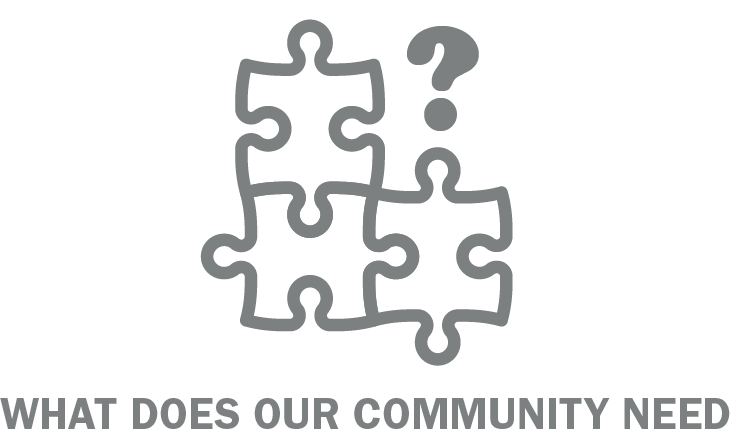 ?
WHAT DOES OUR COMMUNITY NEED